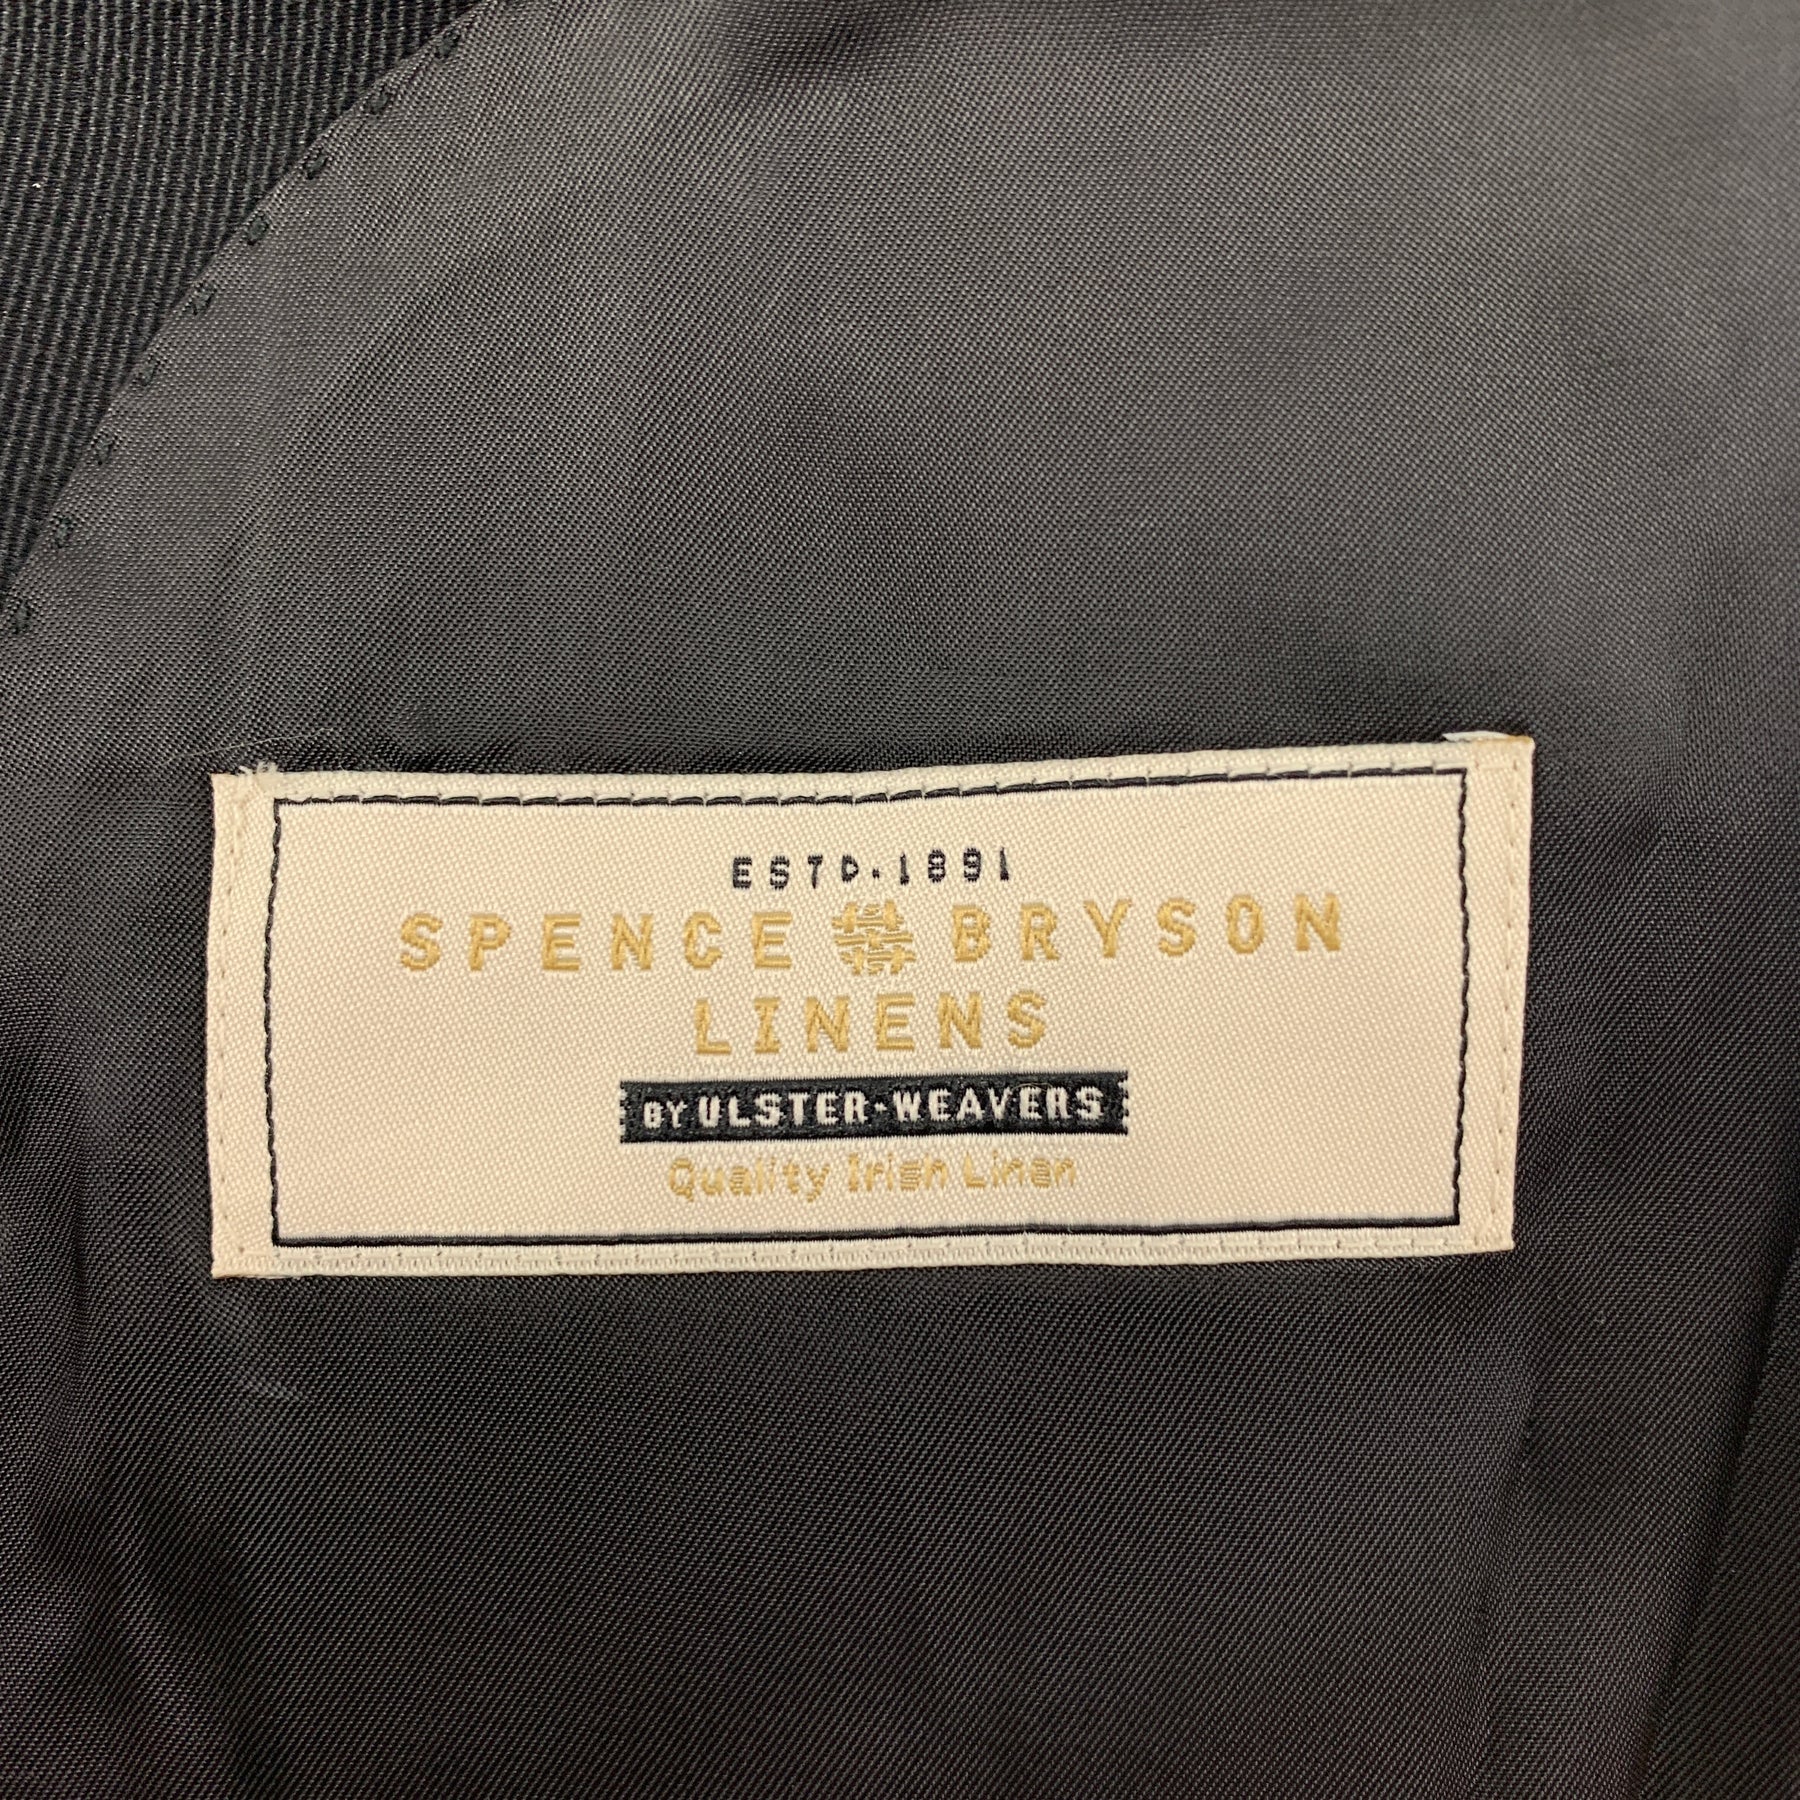 ESTD. 1891
SPENCE BRYSON
LINENS
BY ULSTER-WEAVERS
Quality Irish Linen